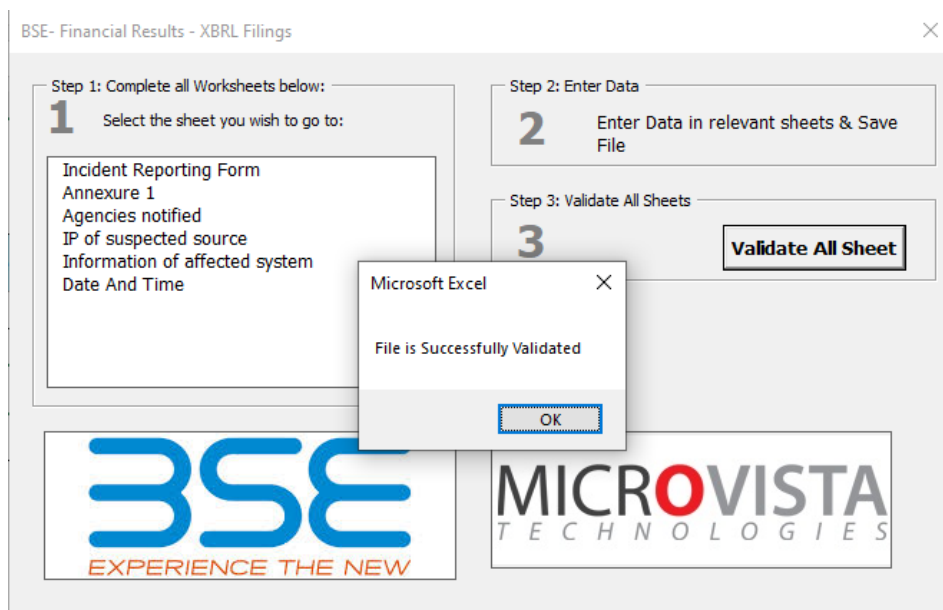 BSE- Financial Results - XBRL Filings
Step 1: Complete all Worksheets below:
1
Select the sheet you wish to go to:
Incident Reporting Form
Annexure 1
Agencies notified
IP of suspected source
Information of affected system
Date And Time
Step 2: Enter Data
2
Enter Data in relevant sheets & Save
File
Step 3: Validate All Sheets
3
Validate All Sheet
Microsoft Excel
File is Successfully Validated
OK
BSE
EXPERIENCE THE NEW
MICROVISTA
TECHNOLOGIES